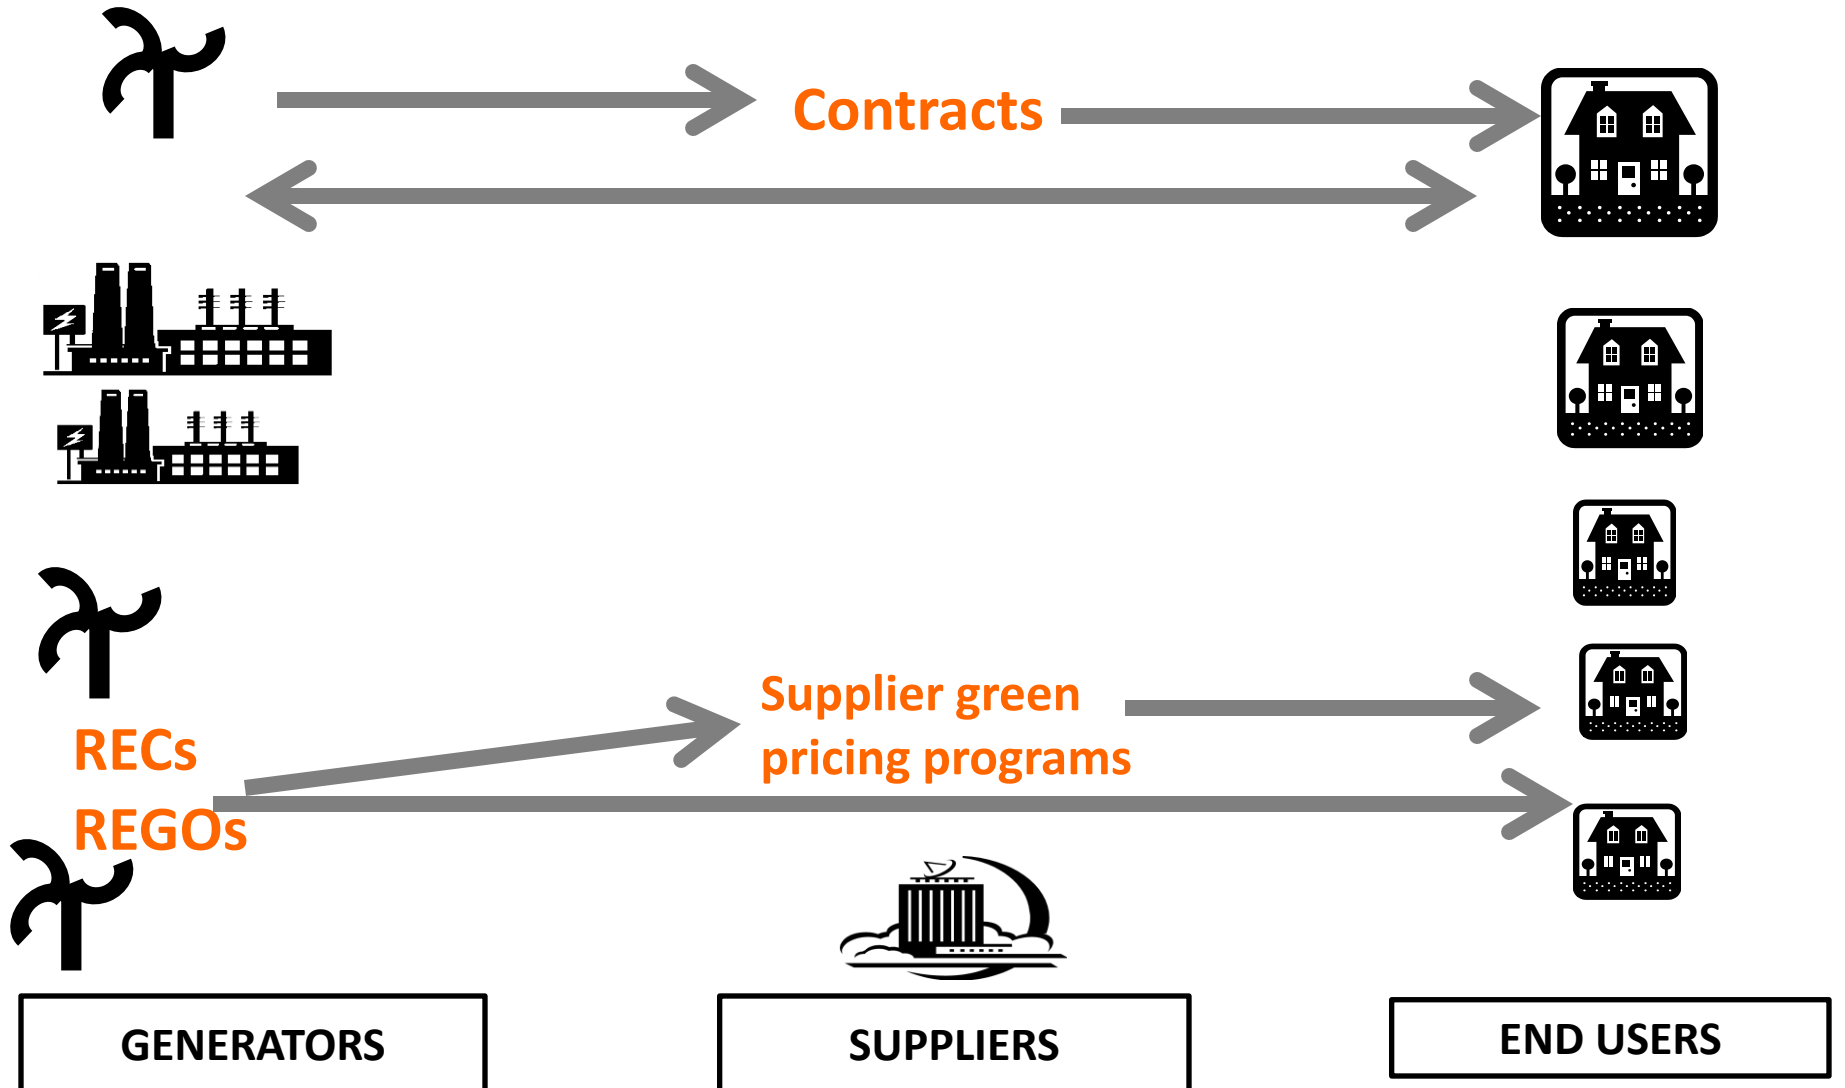 Contracts
Supplier green
pricing programs
RECs
REGOs
GENERATORS
SUPPLIERS
END USERS